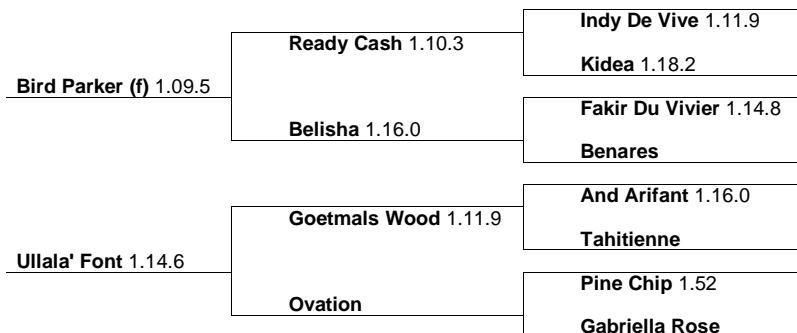 Indy De Vive 1.11.9
Ready Cash 1.10.3
Kidea 1.18.2
Bird Parker (f) 1.09.5
Fakir Du Vivier 1.14.8
Belisha 1.16.0
Benares
And Arifant 1.16.0
Goetmals Wood 1.11.9
Tahitienne
Ullala' Font 1.14.6
Pine Chip 1.52
Ovation
Gabriella Rose